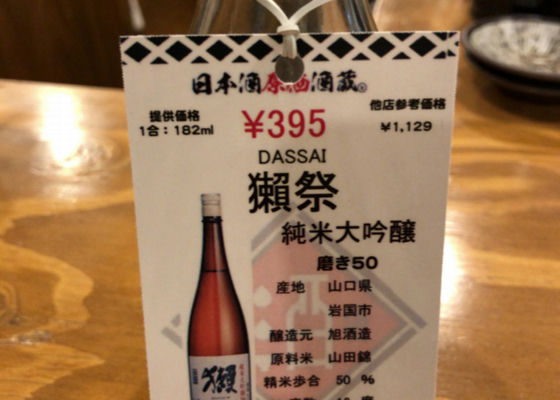 日本酒原価酒蔵®
提供価格
1合：182ml
¥395
他店参考価格
¥1,129
DASSAI
獺祭
純米大吟醸
磨き50
産地 山口県
岩国市
醸造元 旭酒造
原料米 山田錦
精米歩合 50 %
獺